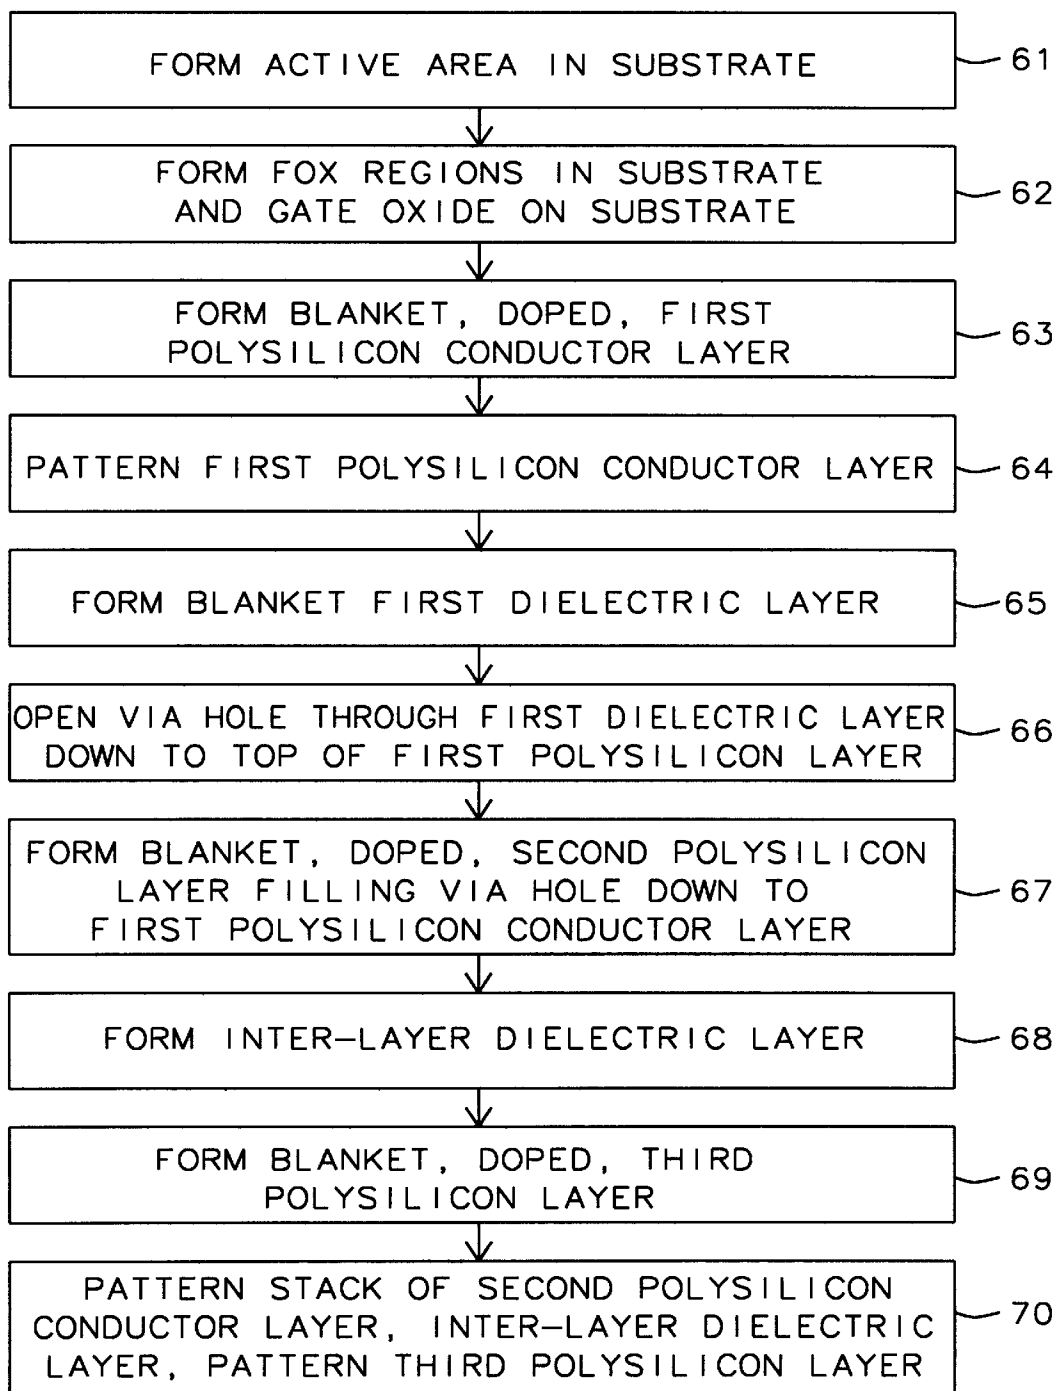 FORM ACTIVE AREA IN SUBSTRATE
61
FORM FOX REGIONS IN SUBSTRATE
AND GATE OXIDE ON SUBSTRATE
62
FORM BLANKET, DOPED, FIRST
POLYSILICON CONDUCTOR LAYER
63
PATTERN FIRST POLYSILICON CONDUCTOR LAYER
64
FORM BLANKET FIRST DIELECTRIC LAYER
65
OPEN VIA HOLE THROUGH FIRST DIELECTRIC LAYER
DOWN TO TOP OF FIRST POLYSILICON LAYER
66
FORM BLANKET, DOPED, SECOND POLYSILICON
LAYER FILLING VIA HOLE DOWN TO
FIRST POLYSILICON CONDUCTOR LAYER
67
FORM INTER-LAYER DIELECTRIC LAYER
68
FORM BLANKET, DOPED, THIRD
POLYSILICON LAYER
69
PATTERN STACK OF SECOND POLYSILICON
CONDUCTOR LAYER, INTER-LAYER DIELECTRIC
LAYER, PATTERN THIRD POLYSILICON LAYER
70